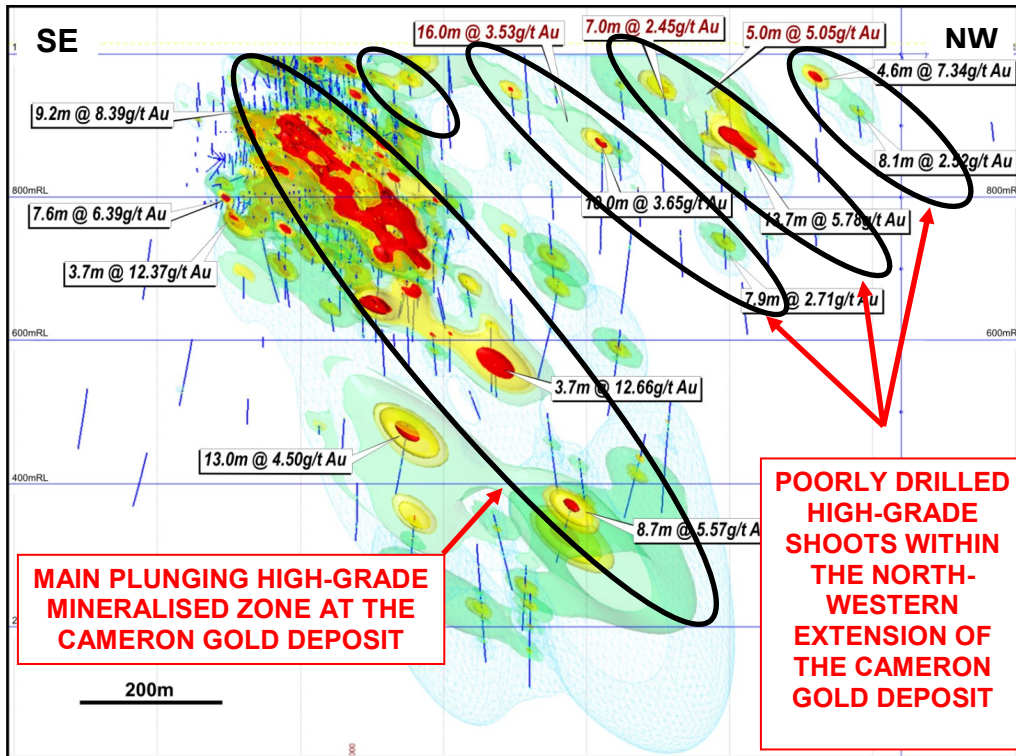 SE
NW
16.0m @ 3.53g/t Au
7.0m @ 2.45g/t Au
5.0m @ 5.05g/t Au
4.6m @ 7.34g/t Au
9.2m @ 8.39g/t Au
8.1m @ 2.52g/t Au
800mRL
800mRL
7.6m @ 6.39g/t Au
3.65g/t Au
13.7m @ 5.78g/t Au
3.7m @ 12.37g/t Au
7.9m @ 2.71g/t Au
600mRL
600mRL
3.7m @ 12.66g/t Au
13.0m @ 4.50g/t Au
400mRL
8.7m @ 5.57g/t A
MAIN PLUNGING HIGH-GRADE
MINERALISED ZONE AT THE
CAMERON GOLD DEPOSIT
POORLY DRILLED
HIGH-GRADE
SHOOTS WITHIN
THE NORTH-
WESTERN
EXTENSION OF
THE CAMERON
GOLD DEPOSIT
200m